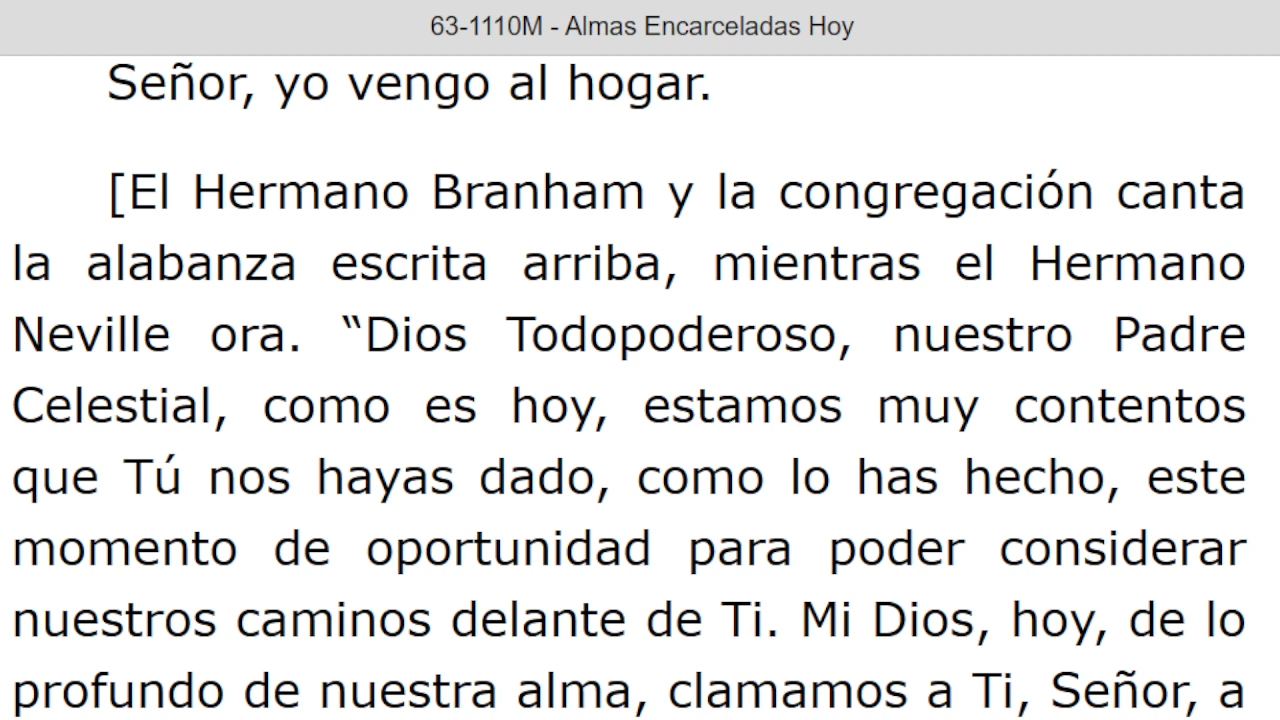 63-1110M - Almas Encarceladas Hoy
Señor, yo vengo al hogar.
[El Hermano Branham y la congregación canta
la alabanza escrita arriba, mientras el Hermano
Neville ora. “Dios Todopoderoso, nuestro Padre
Celestial, como es hoy, estamos muy contentos
que Tú nos hayas dado, como lo has hecho, este
momento de oportunidad para poder considerar
nuestros caminos delante de Ti. Mi Dios, hoy, de lo
profundo de nuestra alma, clamamos a Ti, Señor, a